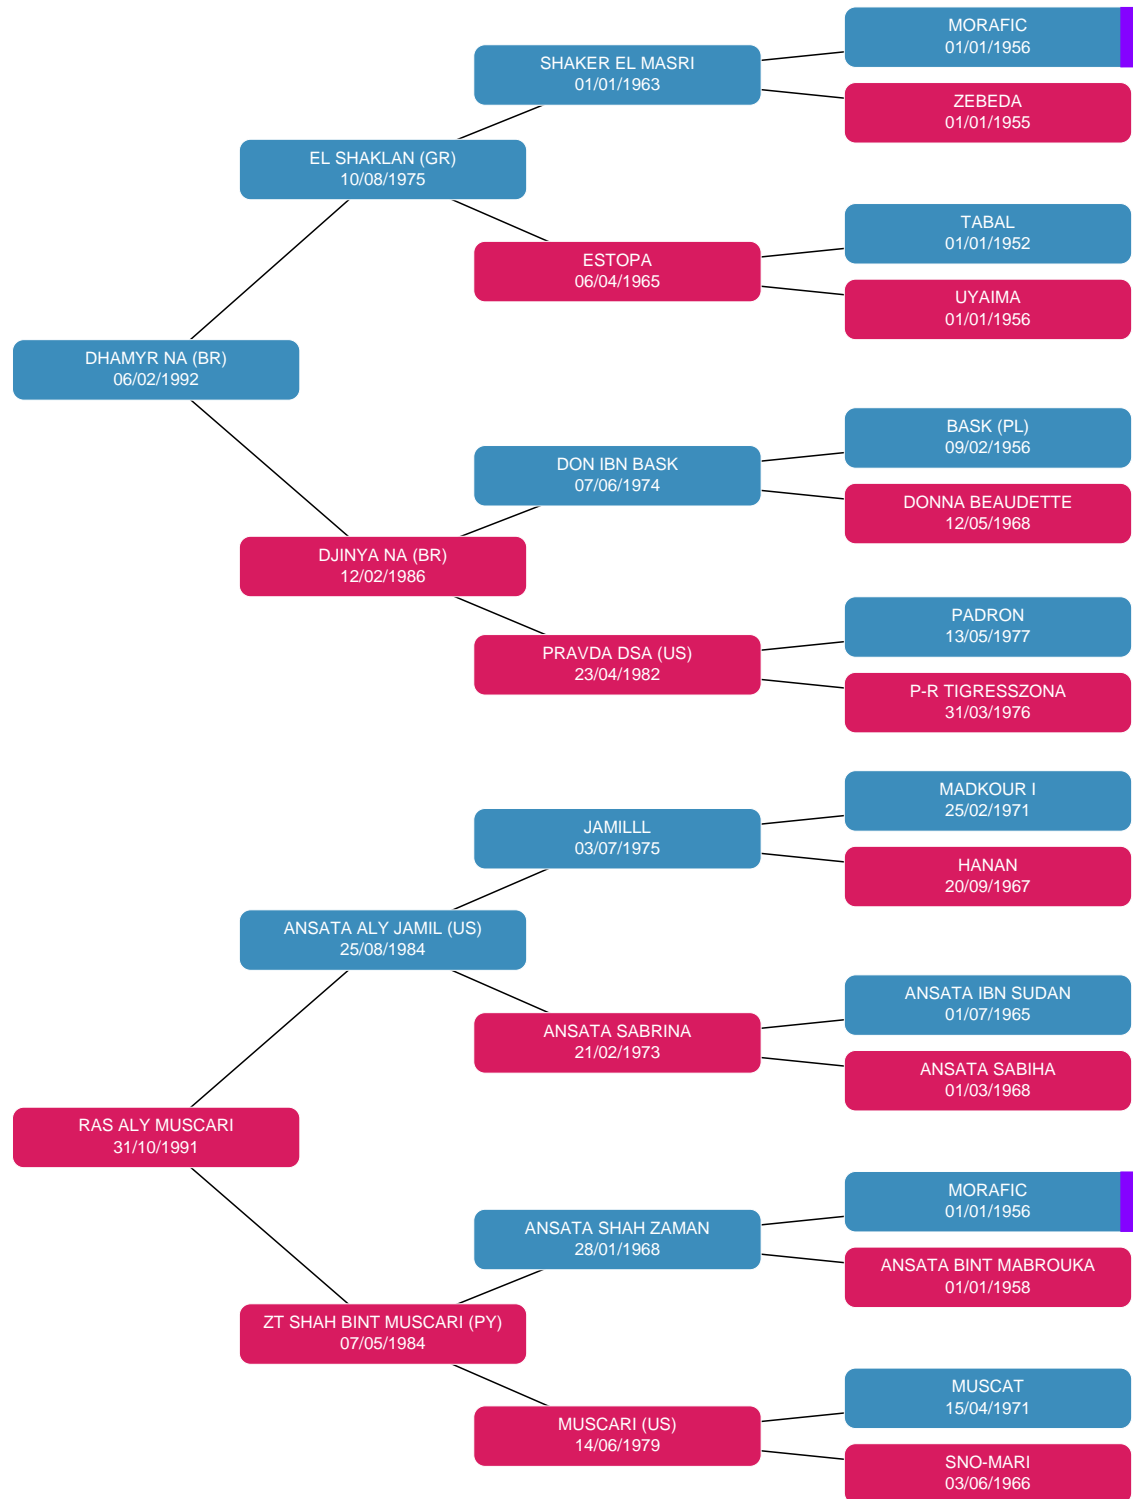 MORAFIC
01/01/1956
SHAKER EL MASRI
01/01/1963
ZEBEDA
01/01/1955
EL SHAKLAN (GR)
10/08/1975
TABAL
01/01/1952
ESTOPA
06/04/1965
UYAIMA
01/01/1956
DHAMYR NA (BR)
06/02/1992
BASK (PL)
09/02/1956
DON IBN BASK
07/06/1974
DONNA BEAUDETTE
12/05/1968
DJINYA NA (BR)
12/02/1986
PADRON
13/05/1977
PRAVDA DSA (US)
23/04/1982
P-R TIGRESSZONA
31/03/1976
MADKOUR I
25/02/1971
JAMILLL
03/07/1975
HANAN
20/09/1967
ANSATA ALY JAMIL (US)
25/08/1984
ANSATA IBN SUDAN
01/07/1965
ANSATA SABRINA
21/02/1973
ANSATA SABIHA
01/03/1968
RAS ALY MUSCARI
31/10/1991
MORAFIC
01/01/1956
ANSATA SHAH ZAMAN
28/01/1968
ANSATA BINT MABROUKA
01/01/1958
ZT SHAH BINT MUSCARI (PY)
07/05/1984
MUSCAT
15/04/1971
MUSCARI (US)
14/06/1979
SNO-MARI
03/06/1966